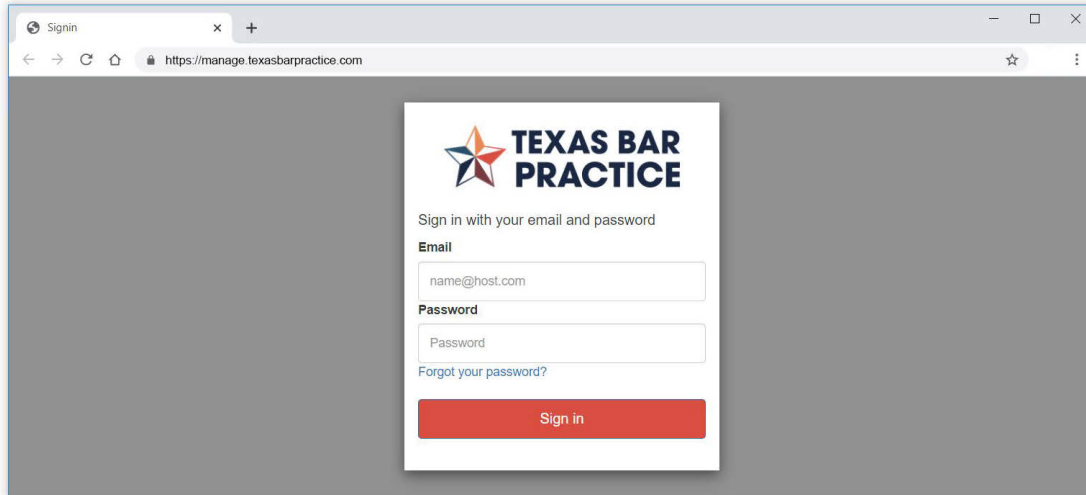 Signin
https://manage.texasbarpractice.com
TEXAS BAR
PRACTICE
Sign in with your email and password
Email
name@host.com
Password
Password
Forgot your password?
Sign in